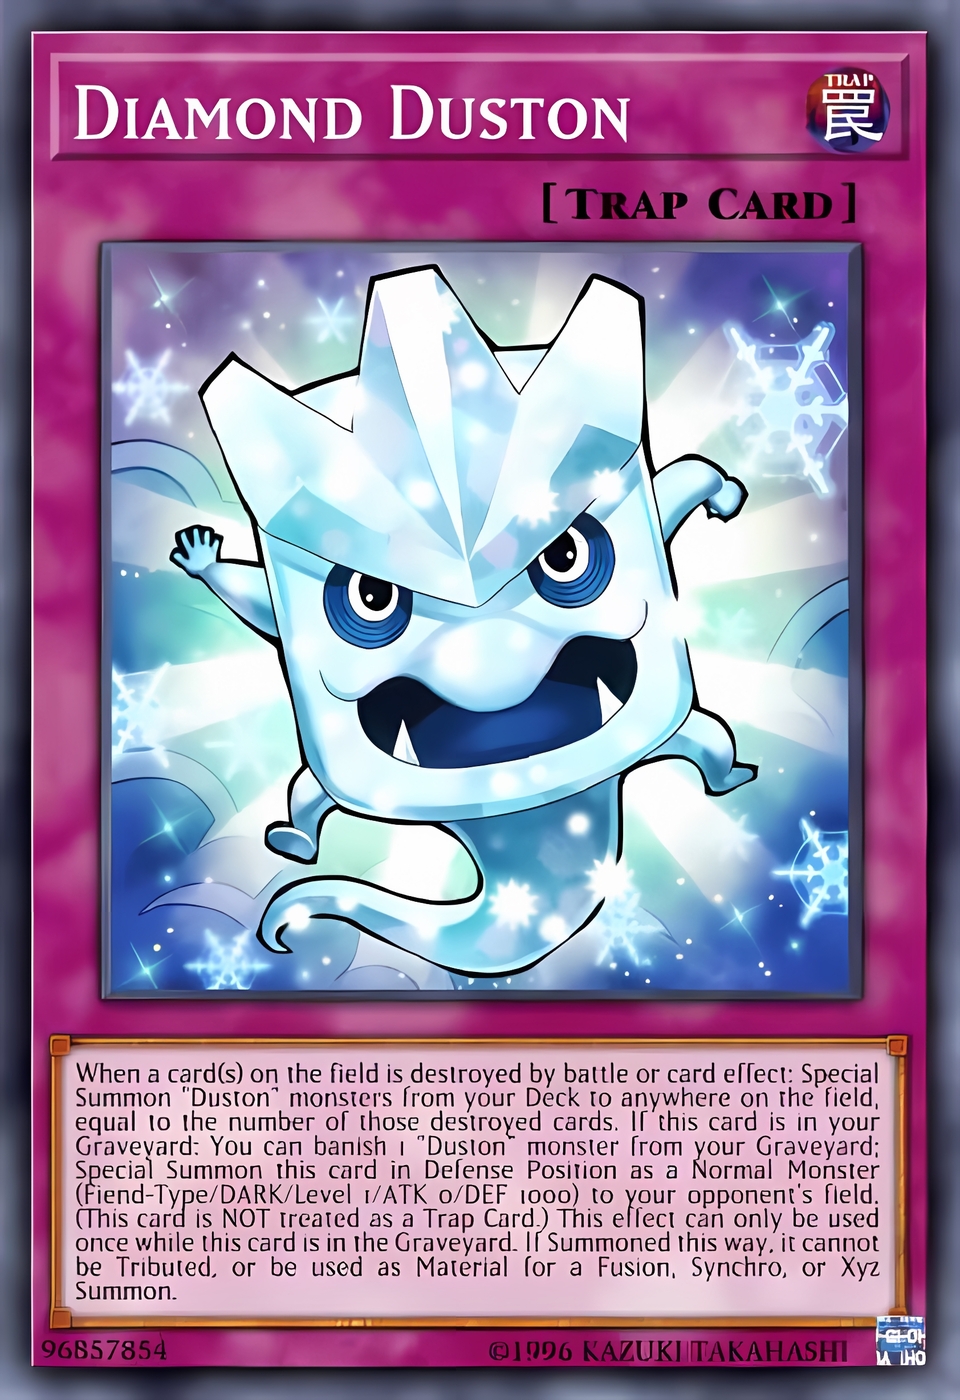 DIAMOND DUSTON
TRAP
罠
[TRAP CARD]
When a card(s) on the field is destroyed by battle or card effect: Special
Summon "Duston" monsters from your Deck to anywhere on the field,
equal to the number of those destroyed cards. If this card is in your
Graveyard: You can banish 1 "Duston" monster from your Graveyard;
Special Summon this card in Defense Position as a Normal Monster
(Fiend-Type/DARK/Level 1/ATK 0/DEF 1000) to your opponent's field.
(This card is NOT treated as a Trap Card.) This effect can only be used
once while this card is in the Graveyard. If Summoned this way, it cannot
be Tributed, or be used as Material for a Fusion, Synchro, or Xyz
Summon.
96857854 ©1996 KAZUKI TAKAHASHI